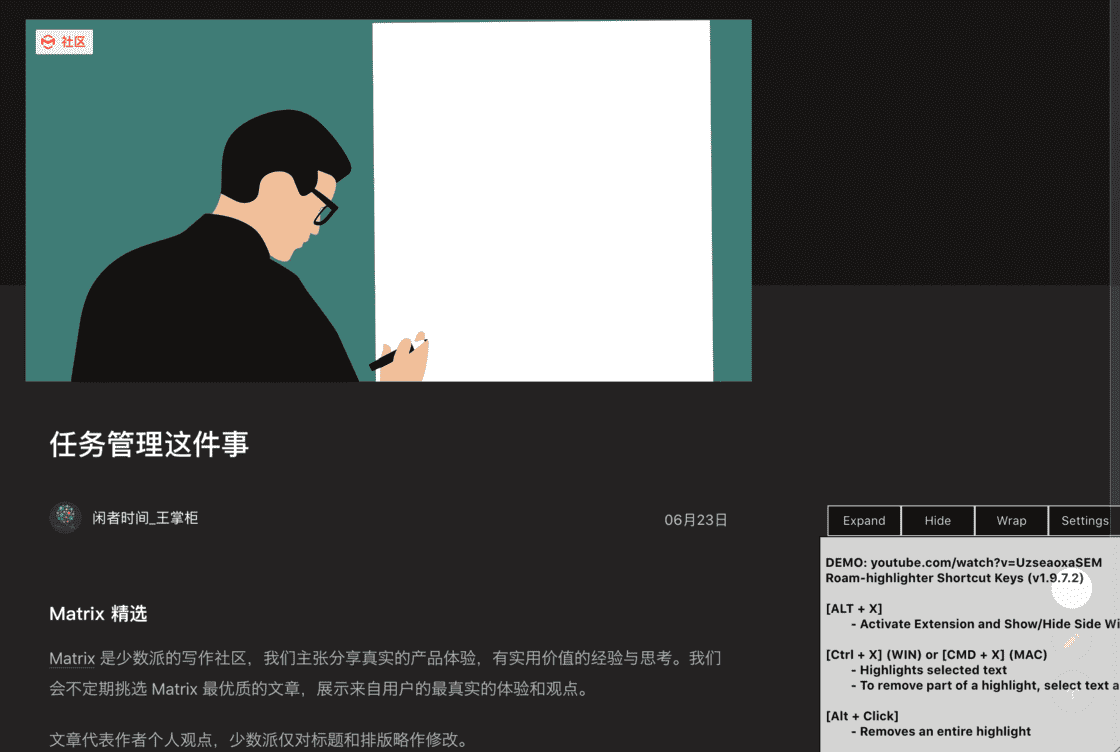 社区
任务管理这件事
闲者时间_王掌柜
06月23日
Matrix 精选
Matrix 是少数派的写作社区，我们主张分享真实的产品体验，有实用价值的经验与思考。我们
会不定期挑选 Matrix 最优质的文章，展示来自用户的最真实的体验和观点。
文章代表作者个人观点，少数派仅对标题和排版略作修改。
Expand Hide Wrap Settings
DEMO: youtube.com/watch?v=UzseaoxaSEM
Roam-highlighter Shortcut Keys (v1.9.7.2)
[ALT + X]
- Activate Extension and Show/Hide Side Wi
[Ctrl + X] (WIN) or [CMD + X] (MAC)
- Highlights selected text
- To remove part of a highlight, select text a
[Alt + Click]
- Removes an entire highlight